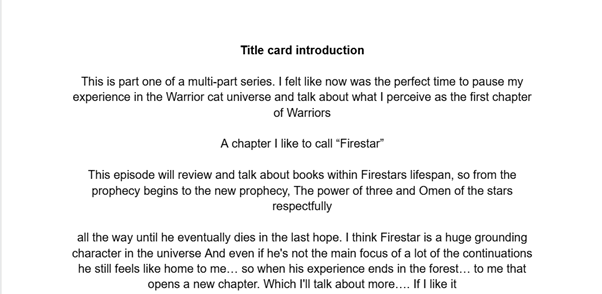 Title card introduction
This is part one of a multi-part series. I felt like now was the perfect time to pause my
experience in the Warrior cat universe and talk about what I perceive as the first chapter
of Warriors
A chapter I like to call “Firestar”
This episode will review and talk about books within Firestars lifespan, so from the
prophecy begins to the new prophecy, The power of three and Omen of the stars
respectfully
all the way until he eventually dies in the last hope. I think Firestar is a huge grounding
character in the universe And even if he's not the main focus of a lot of the continuations
he still feels like home to me… so when his experience ends in the forest… to me that
opens a new chapter. Which I'll talk about more…. If I like it